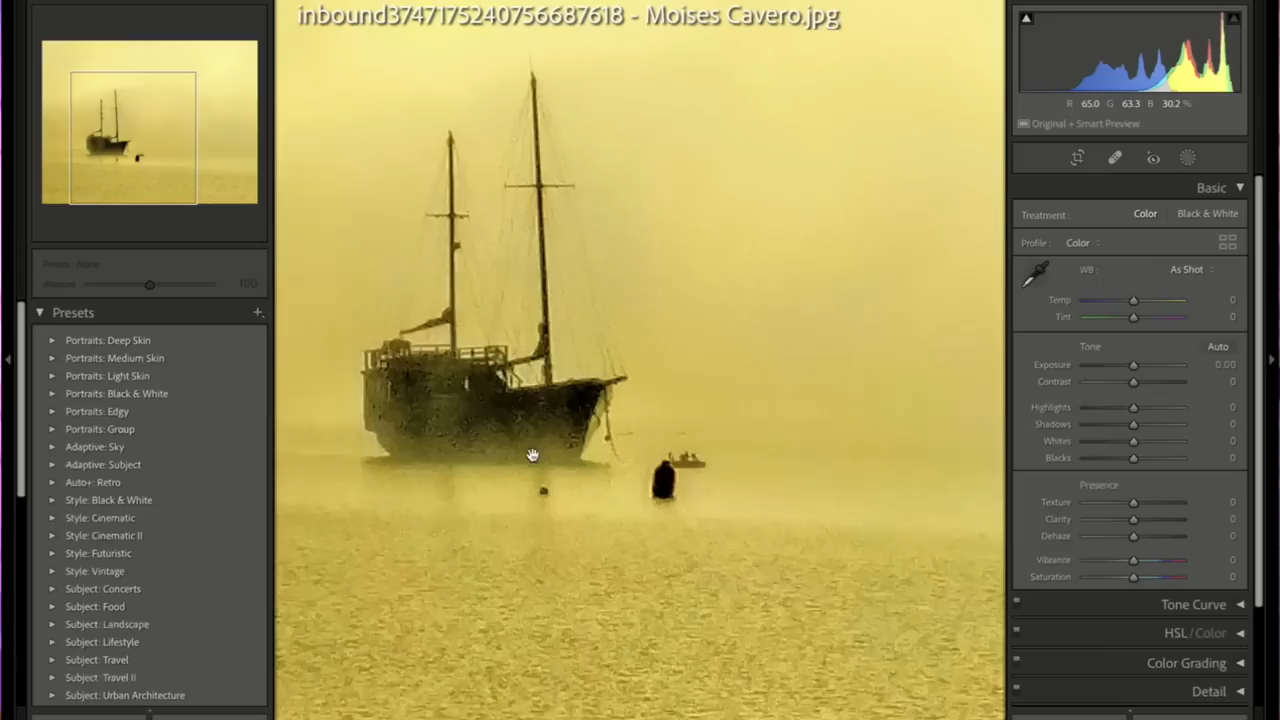 inbound3747175240756687618 - Moises Cavero.jpg
Preset: None
Amount 100
Presets +
Portraits: Deep Skin
Portraits: Medium Skin
Portraits: Light Skin
Portraits: Black & White
Portraits: Edgy
Portraits: Group
Adaptive: Sky
Adaptive: Subject
Auto+: Retro
Style: Black & White
Style: Cinematic
Style: Cinematic II
Style: Futuristic
Style: Vintage
Subject: Concerts
Subject: Food
Subject: Landscape
Subject: Lifestyle
Subject: Travel
Subject: Travel II
Subject: Urban Architecture
R 65.0 G 63.3 B 30.2 %
Original + Smart Preview
Basic
Treatment : Color Black & White
Profile : Color
WB : As Shot
Temp 0
Tint 0
Tone Auto
Exposure 0.00
Contrast 0
Highlights 0
Shadows 0
Whites 0
Blacks 0
Presence
Texture 0
Clarity 0
Dehaze 0
Vibrance 0
Saturation 0
Tone Curve
HSL / Color
Color Grading
Detail